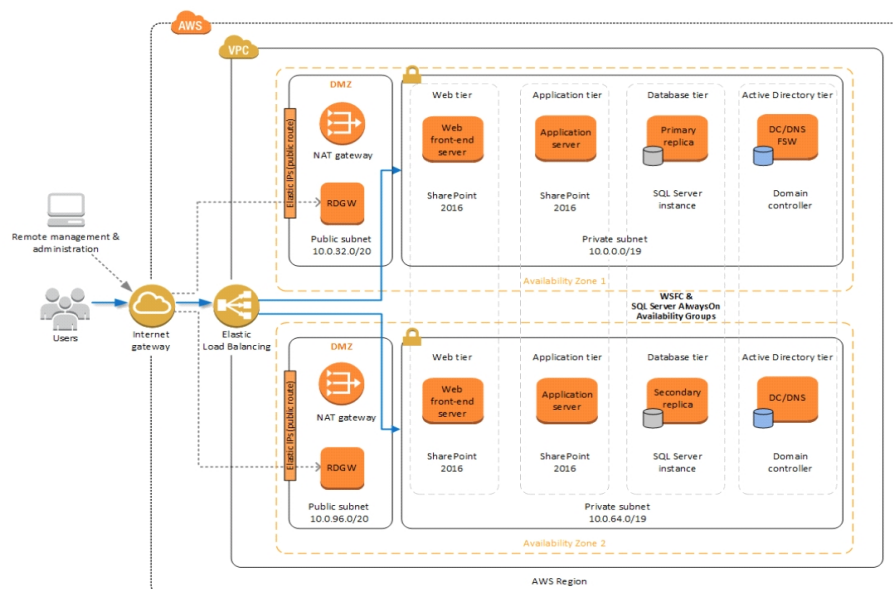 AWS
VPC
DMZ
Elastic IPs (public route)
NAT gateway
RDGW
Public subnet
10.0.32.0/20
Web tier
Web
front-end
server
SharePoint
2016
Application tier
Application
server
SharePoint
2016
Database tier
Primary
replica
SQL Server
instance
Active Directory tier
DC/DNS
FSW
Domain
controller
Private subnet
10.0.0.0/19
Availability Zone 1
Remote management &
administration
Users
Internet
gateway
Elastic
Load Balancing
WSFC &
SQL Server AlwaysOn
Availability Groups
DMZ
Elastic IPs (public route)
NAT gateway
RDGW
Public subnet
10.0.96.0/20
Web tier
Web
front-end
server
SharePoint
2016
Application tier
Application
server
SharePoint
2016
Database tier
Secondary
replica
SQL Server
instance
Active Directory tier
DC/DNS
Domain
controller
Private subnet
10.0.64.0/19
Availability Zone 2
AWS Region